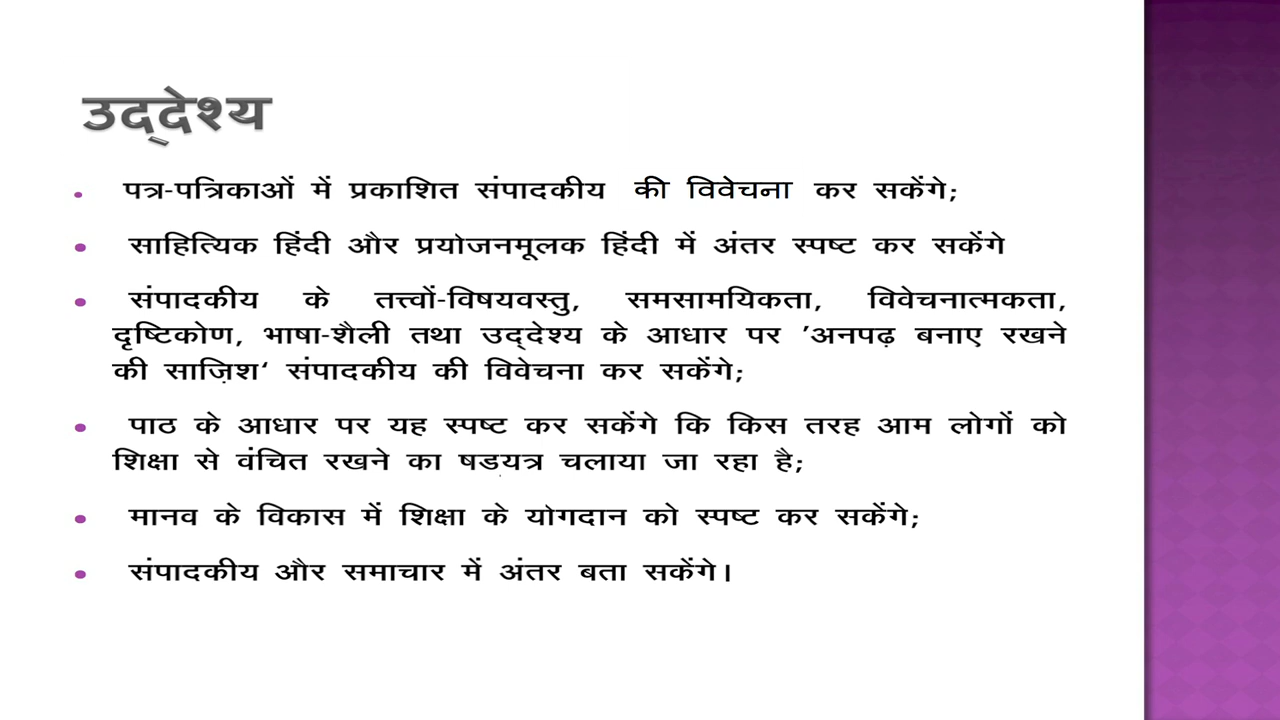 उद्देश्य
• पत्र-पत्रिकाओं में प्रकाशित संपादकीय की विवेचना कर सकेंगे;
• साहित्यिक हिंदी और प्रयोजनमूलक हिंदी में अंतर स्पष्ट कर सकेंगे
• संपादकीय के तत्त्वों-विषयवस्तु, समसामयिकता, विवेचनात्मकता,
दृष्टिकोण, भाषा-शैली तथा उद्देश्य के आधार पर ’अनपढ़ बनाए रखने
की साज़िश‘ संपादकीय की विवेचना कर सकेंगे;
• पाठ के आधार पर यह स्पष्ट कर सकेंगे कि किस तरह आम लोगों को
शिक्षा से वंचित रखने का षड्यत्र चलाया जा रहा है;
• मानव के विकास में शिक्षा के योगदान को स्पष्ट कर सकेंगे;
• संपादकीय और समाचार में अंतर बता सकेंगे।